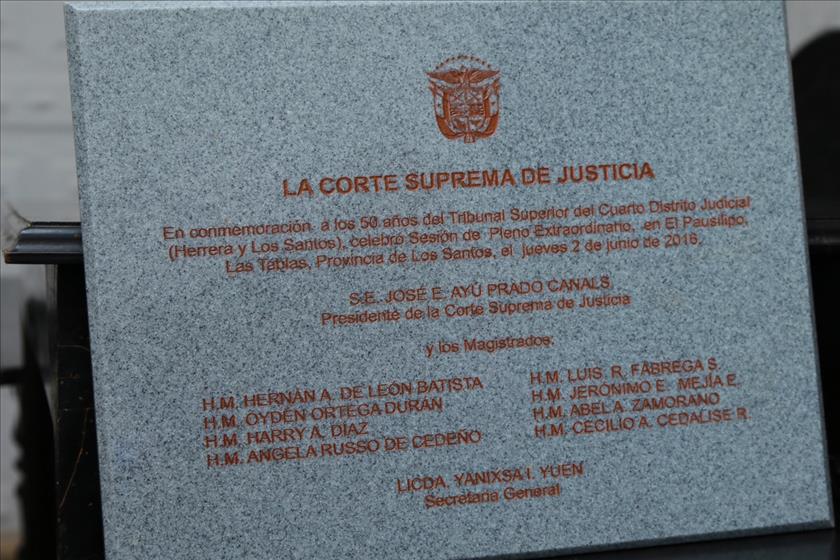 LA CORTE SUPREMA DE JUSTICIA
En conmemoración a los 50 años del Tribunal Superior del Cuarto Distrito Judicial
(Herrera y Los Santos), celebró Sesión de Pleno Extraordinario, en El Pausílipo,
Las Tablas, Provincia de Los Santos, el jueves 2 de junio de 2016.
S.E. JOSÉ E. AYÚ PRADO CANALS
Presidente de la Corte Suprema de Justicia
y los Magistrados:
H.M. HERNÁN A. DE LEÓN BATISTA
H.M. OYDÉN ORTEGA DURÁN
H.M. HARRY A. DÍAZ
H.M. ANGELA RUSSO DE CEDEÑO
H.M. LUIS. R. FÁBREGA S.
H.M. JERÓNIMO E. MEJÍA E.
H.M. ABEL A. ZAMORANO
H.M. CECILIO A. CEDALISE R.
LICDA. YANIXSA I. YUEN
Secretaria General